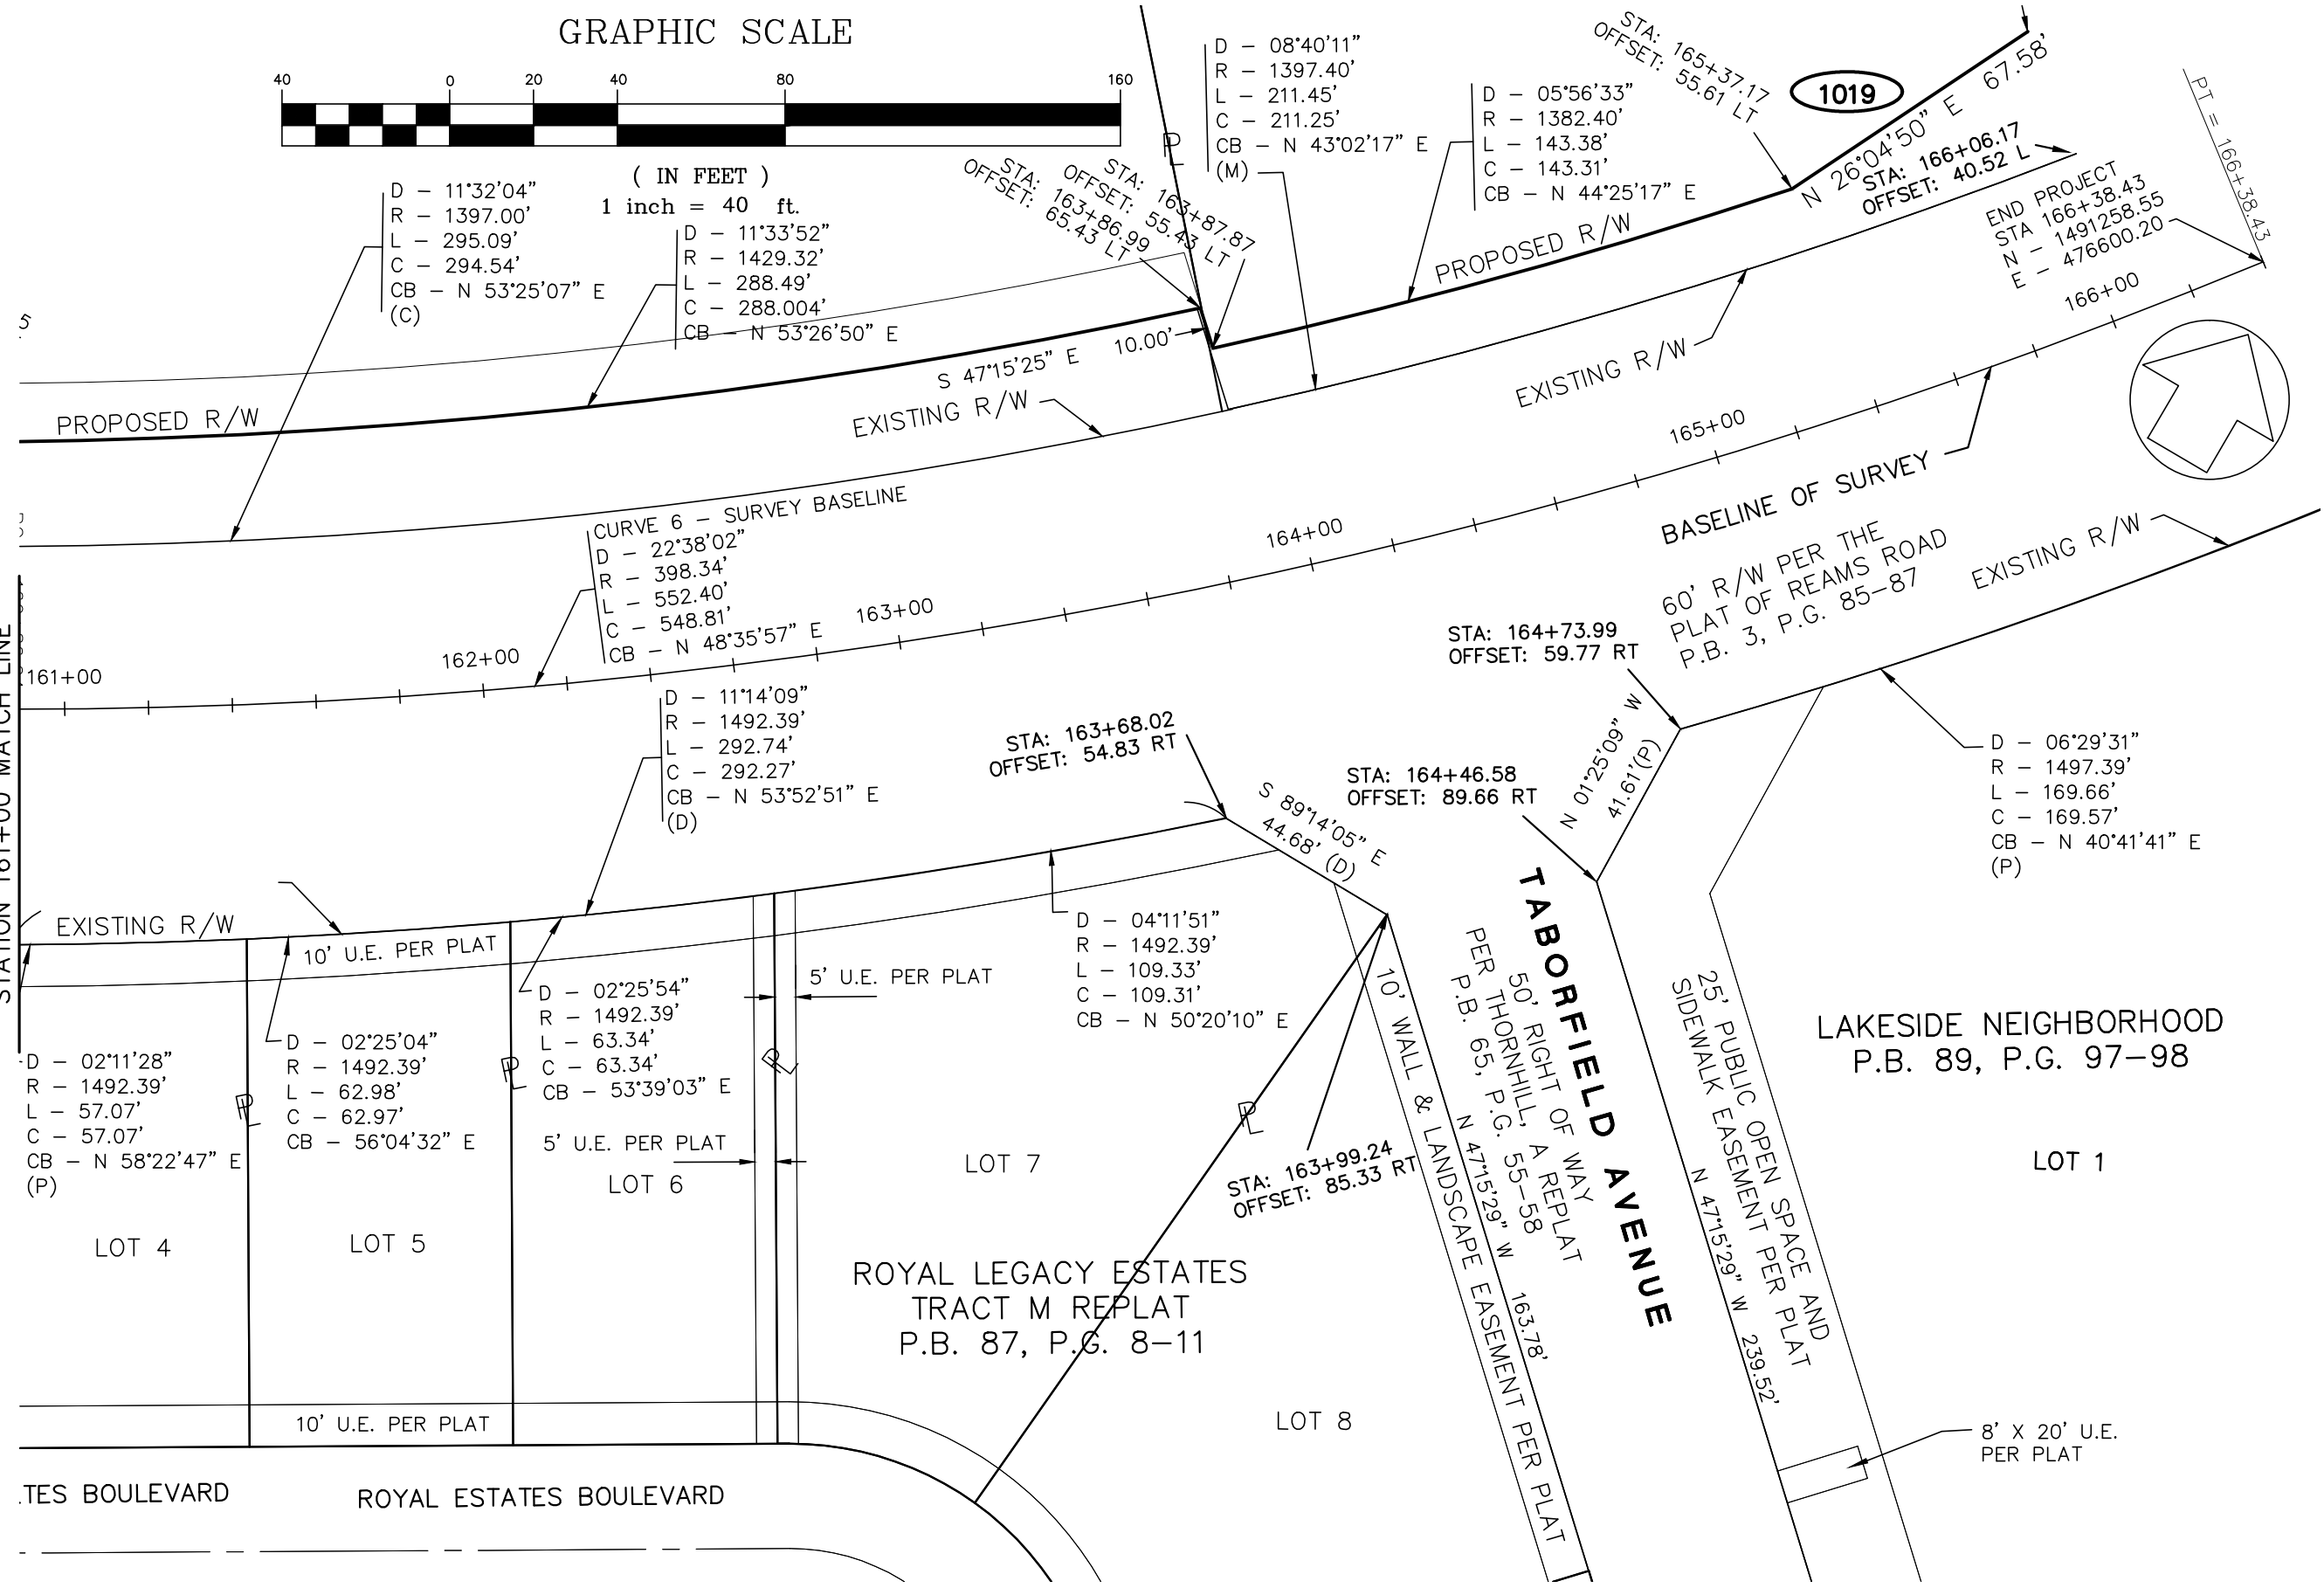 GRAPHIC SCALE
40 0 20 40 80 160
( IN FEET )
1 inch = 40 ft.
D - 11°32'04"
R - 1397.00'
L - 295.09'
C - 294.54'
CB - N 53°25'07" E
(C)
D - 11°33'52"
R - 1429.32'
L - 288.49'
C - 288.004'
CB - N 53°26'50" E
STA: 163+86.99
OFFSET: 65.43 LT
STA: 163+87.87
OFFSET: 55.43 LT
PL
D - 08°40'11"
R - 1397.40'
L - 211.45'
C - 211.25'
CB - N 43°02'17" E
(M)
D - 05°56'33"
R - 1382.40'
L - 143.38'
C - 143.31'
CB - N 44°25'17" E
STA: 165+37.17
OFFSET: 55.61 LT
1019
N 26°04'50" E 67.58'
STA: 166+06.17
OFFSET: 40.52 L
END PROJECT
STA 166+38.43
N - 1491258.55
E - 476600.20
PT = 166+38.43
5
PROPOSED R/W
S 47°15'25" E
10.00'
EXISTING R/W
PROPOSED R/W
EXISTING R/W
166+00
165+00
164+00
163+00
162+00
161+00
CURVE 6 - SURVEY BASELINE
D - 22°38'02"
R - 398.34'
L - 552.40'
C - 548.81'
CB - N 48°35'57" E
BASELINE OF SURVEY
60' R/W PER THE
PLAT OF REAMS ROAD
P.B. 3, P.G. 85-87
EXISTING R/W
STATION 161+00 MATCH LINE
D - 11°14'09"
R - 1492.39'
L - 292.74'
C - 292.27'
CB - N 53°52'51" E
(D)
STA: 163+68.02
OFFSET: 54.83 RT
S 89°14'05" E
44.68' (D)
STA: 164+73.99
OFFSET: 59.77 RT
STA: 164+46.58
OFFSET: 89.66 RT
N 01°25'09" W
41.61'(P)
D - 06°29'31"
R - 1497.39'
L - 169.66'
C - 169.57'
CB - N 40°41'41" E
(P)
EXISTING R/W
10' U.E. PER PLAT
D - 02°11'28"
R - 1492.39'
L - 57.07'
C - 57.07'
CB - N 58°22'47" E
(P)
PL
D - 02°25'04"
R - 1492.39'
L - 62.98'
C - 62.97'
CB - 56°04'32" E
PL
D - 02°25'54"
R - 1492.39'
L - 63.34'
C - 63.34'
CB - 53°39'03" E
PL
5' U.E. PER PLAT
5' U.E. PER PLAT
D - 04°11'51"
R - 1492.39'
L - 109.33'
C - 109.31'
CB - N 50°20'10" E
PL
STA: 163+99.24
OFFSET: 85.33 RT
LOT 4
LOT 5
LOT 6
LOT 7
LOT 8
ROYAL LEGACY ESTATES
TRACT M REPLAT
P.B. 87, P.G. 8-11
10' WALL & LANDSCAPE EASEMENT PER PLAT
N 47°15'29" W 163.78'
50' RIGHT OF WAY
PER THORNHILL, A REPLAT
P.B. 65, P.G. 55-58
TABORFIELD AVENUE
N 47°15'29" W 239.52'
25' PUBLIC OPEN SPACE AND
SIDEWALK EASEMENT PER PLAT
LAKESIDE NEIGHBORHOOD
P.B. 89, P.G. 97-98
LOT 1
8' X 20' U.E.
PER PLAT
10' U.E. PER PLAT
.TES BOULEVARD
ROYAL ESTATES BOULEVARD